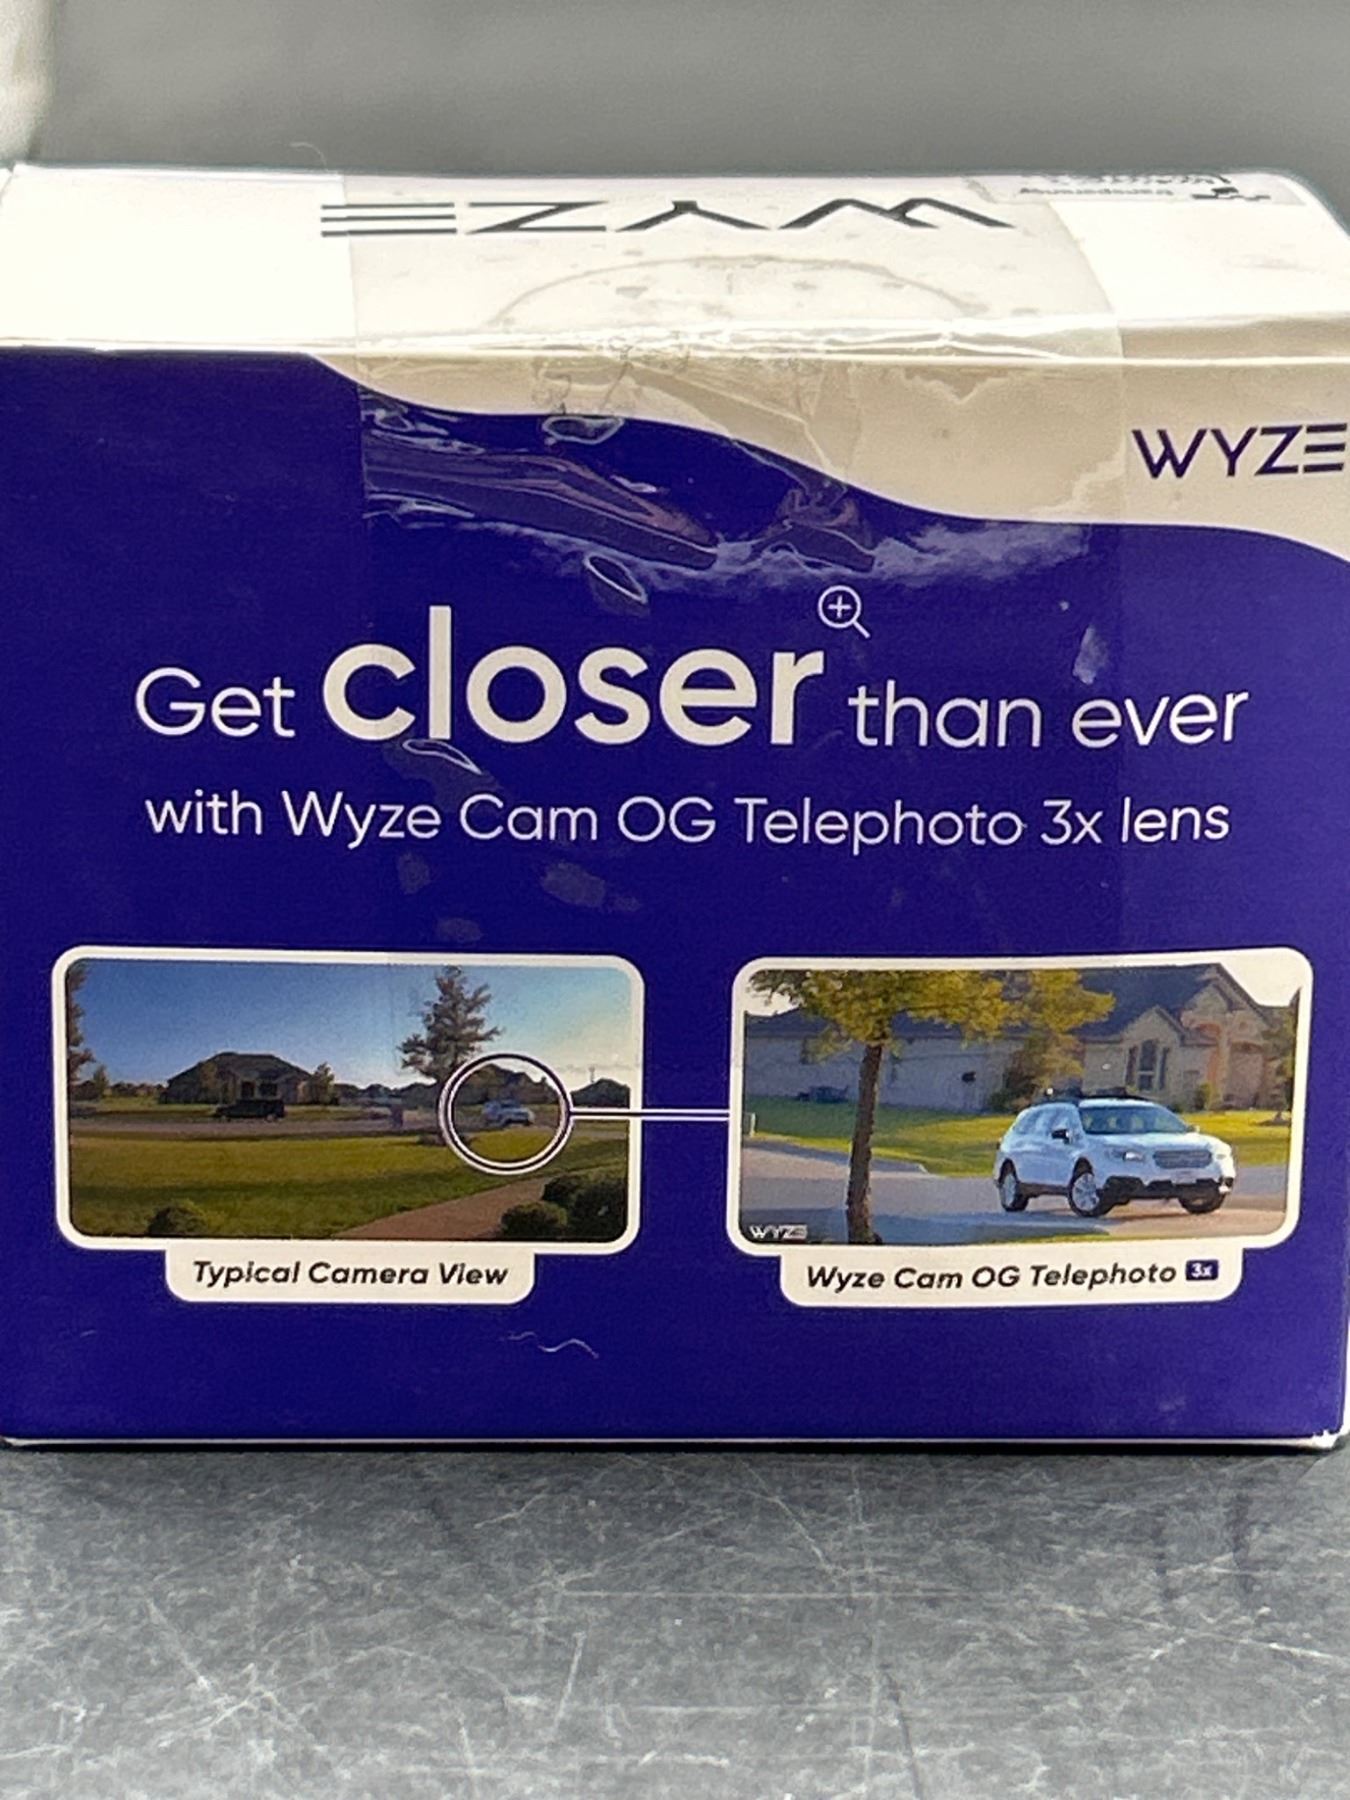 WYZE
WYZE
Get closer than ever
with Wyze Cam OG Telephoto 3x lens
WYZE
Typical Camera View
Wyze Cam OG Telephoto 3x